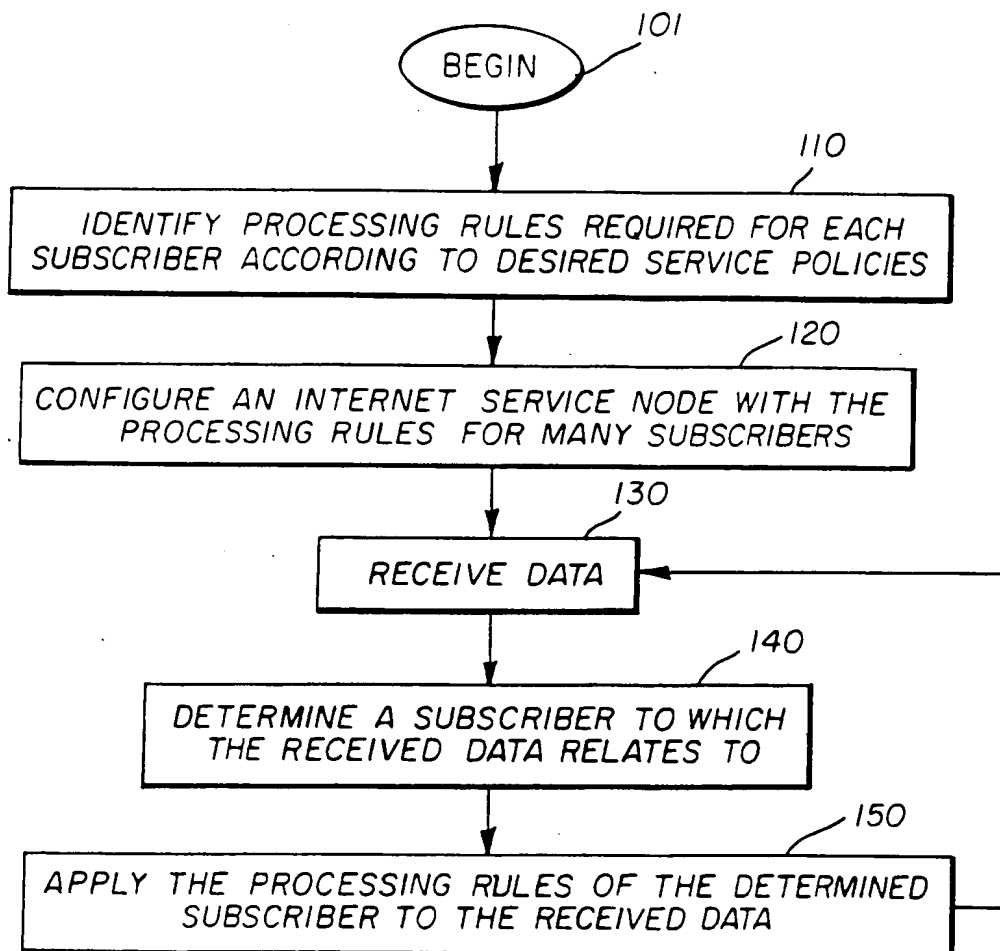 101
BEGIN
110
IDENTIFY PROCESSING RULES REQUIRED FOR EACH
SUBSCRIBER ACCORDING TO DESIRED SERVICE POLICIES
120
CONFIGURE AN INTERNET SERVICE NODE WITH THE
PROCESSING RULES FOR MANY SUBSCRIBERS
130
RECEIVE DATA
140
DETERMINE A SUBSCRIBER TO WHICH
THE RECEIVED DATA RELATES TO
150
APPLY THE PROCESSING RULES OF THE DETERMINED
SUBSCRIBER TO THE RECEIVED DATA